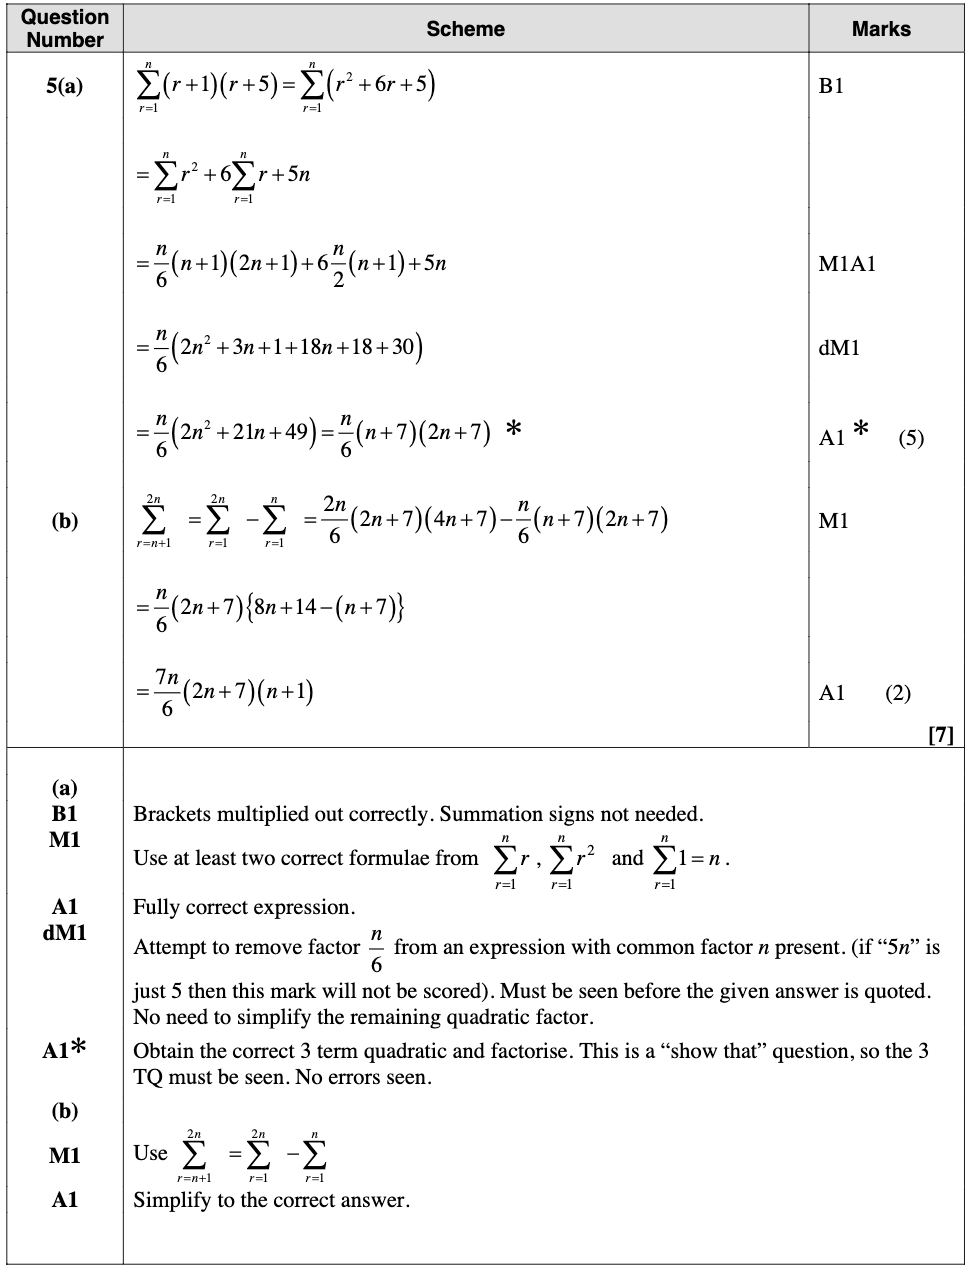 Question Number Scheme Marks
5(a) \sum_{r=1}^{n}(r+1)(r+5)=\sum_{r=1}^{n}(r^2+6r+5) B1
=\sum_{r=1}^{n}r^2+6\sum_{r=1}^{n}r+5n
=\frac{n}{6}(n+1)(2n+1)+6\frac{n}{2}(n+1)+5n M1A1
=\frac{n}{6}(2n^2+3n+1+18n+18+30) dM1
=\frac{n}{6}(2n^2+21n+49)=\frac{n}{6}(n+7)(2n+7) * A1 * (5)
(b) \sum_{r=n+1}^{2n} =\sum_{r=1}^{2n} -\sum_{r=1}^{n} =\frac{2n}{6}(2n+7)(4n+7)-\frac{n}{6}(n+7)(2n+7) M1
=\frac{n}{6}(2n+7)\{8n+14-(n+7)\}
=\frac{7n}{6}(2n+7)(n+1) A1 (2)
[7]
(a)
B1 Brackets multiplied out correctly. Summation signs not needed.
M1 Use at least two correct formulae from \sum_{r=1}^{n}r , \sum_{r=1}^{n}r^2 and \sum_{r=1}^{n}1=n .
A1 Fully correct expression.
dM1 Attempt to remove factor \frac{n}{6} from an expression with common factor n present. (if “5n” is
just 5 then this mark will not be scored). Must be seen before the given answer is quoted.
No need to simplify the remaining quadratic factor.
A1* Obtain the correct 3 term quadratic and factorise. This is a “show that” question, so the 3
TQ must be seen. No errors seen.
(b)
M1 Use \sum_{r=n+1}^{2n} =\sum_{r=1}^{2n} -\sum_{r=1}^{n}
A1 Simplify to the correct answer.